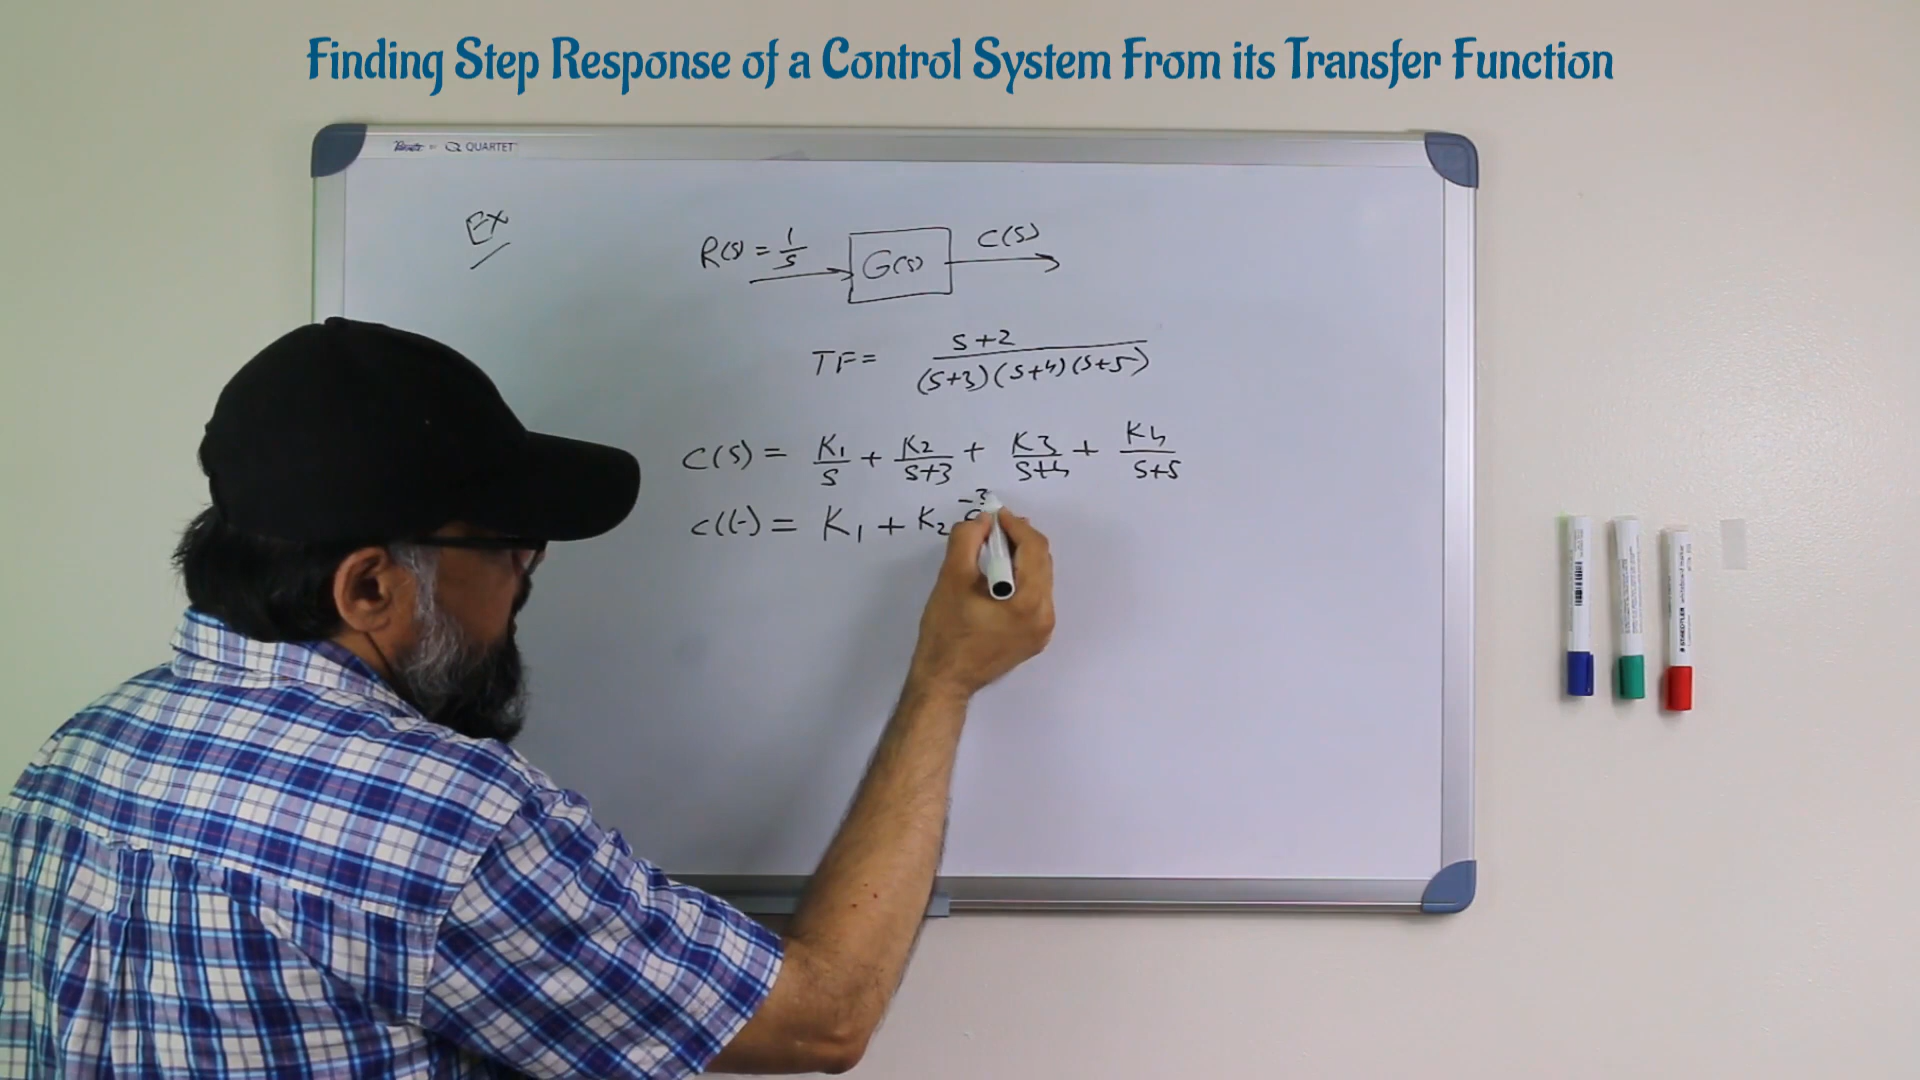 Finding Step Response of a Control System From its Transfer Function
QUARTET
Ex
R(s) = 1/s G(s) C(s)
TF = s+2/(s+3)(s+4)(s+5)
C(s) = K1/s + K2/s+3 + K3/s+4 + K4/s+5
c(t) = K1 + K2 e -3
STAEDTLER